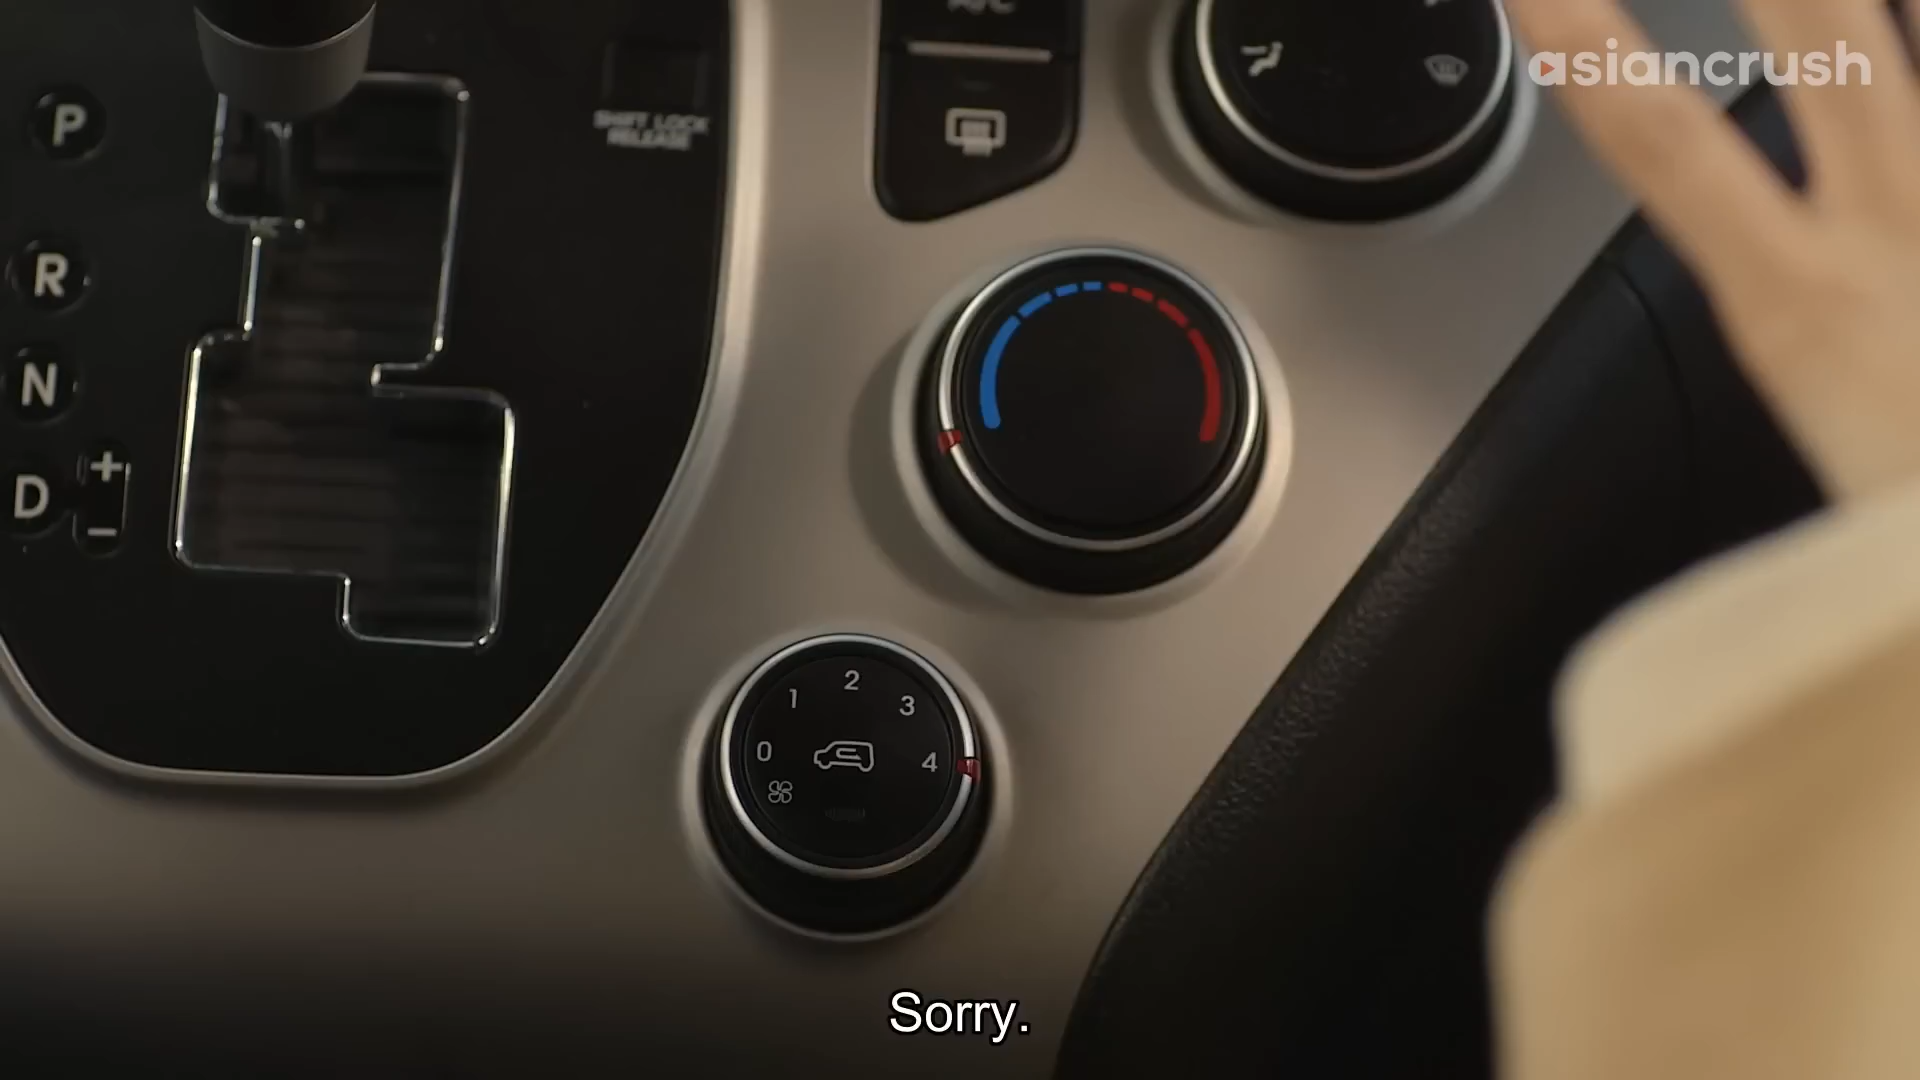 asiancrush
A/C
P
SHIFT LOCK
RELEASE
R
N
D
+
−
1
2
3
0
4
Sorry.